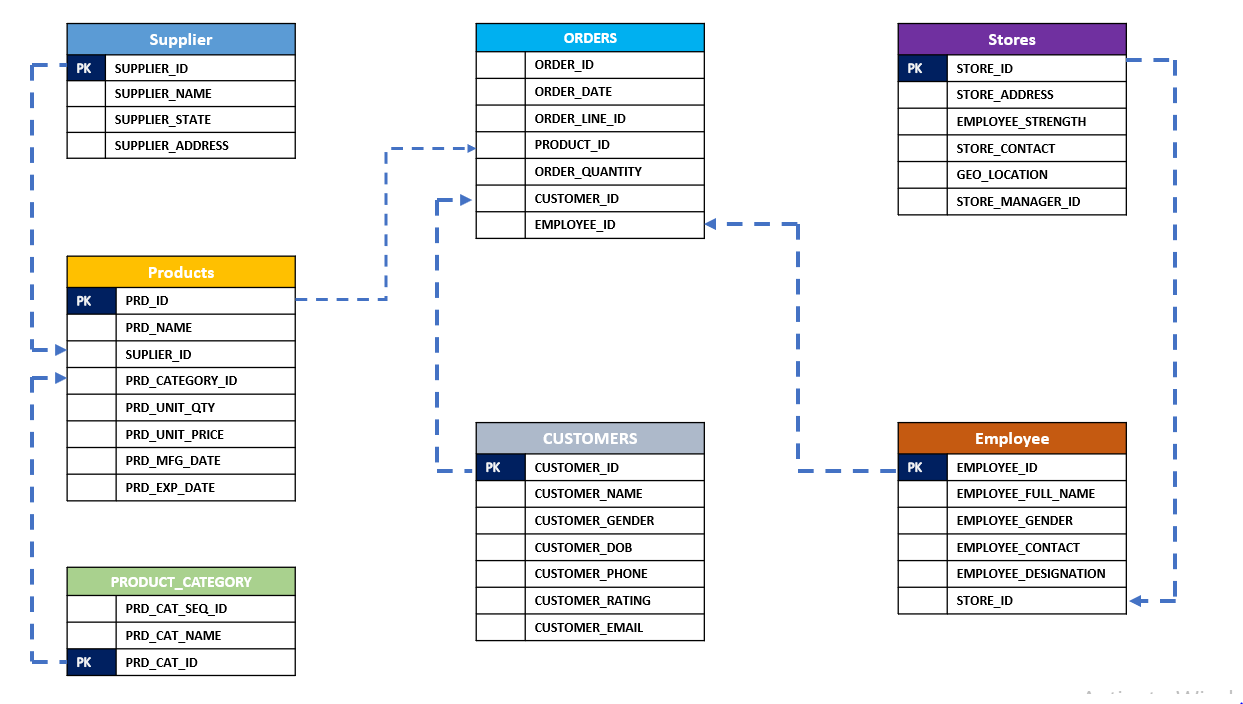 Supplier
PK SUPPLIER_ID
SUPPLIER_NAME
SUPPLIER_STATE
SUPPLIER_ADDRESS
ORDERS
ORDER_ID
ORDER_DATE
ORDER_LINE_ID
PRODUCT_ID
ORDER_QUANTITY
CUSTOMER_ID
EMPLOYEE_ID
Stores
PK STORE_ID
STORE_ADDRESS
EMPLOYEE_STRENGTH
STORE_CONTACT
GEO_LOCATION
STORE_MANAGER_ID
Products
PK PRD_ID
PRD_NAME
SUPLIER_ID
PRD_CATEGORY_ID
PRD_UNIT_QTY
PRD_UNIT_PRICE
PRD_MFG_DATE
PRD_EXP_DATE
CUSTOMERS
PK CUSTOMER_ID
CUSTOMER_NAME
CUSTOMER_GENDER
CUSTOMER_DOB
CUSTOMER_PHONE
CUSTOMER_RATING
CUSTOMER_EMAIL
Employee
PK EMPLOYEE_ID
EMPLOYEE_FULL_NAME
EMPLOYEE_GENDER
EMPLOYEE_CONTACT
EMPLOYEE_DESIGNATION
STORE_ID
PRODUCT_CATEGORY
PRD_CAT_SEQ_ID
PRD_CAT_NAME
PK PRD_CAT_ID